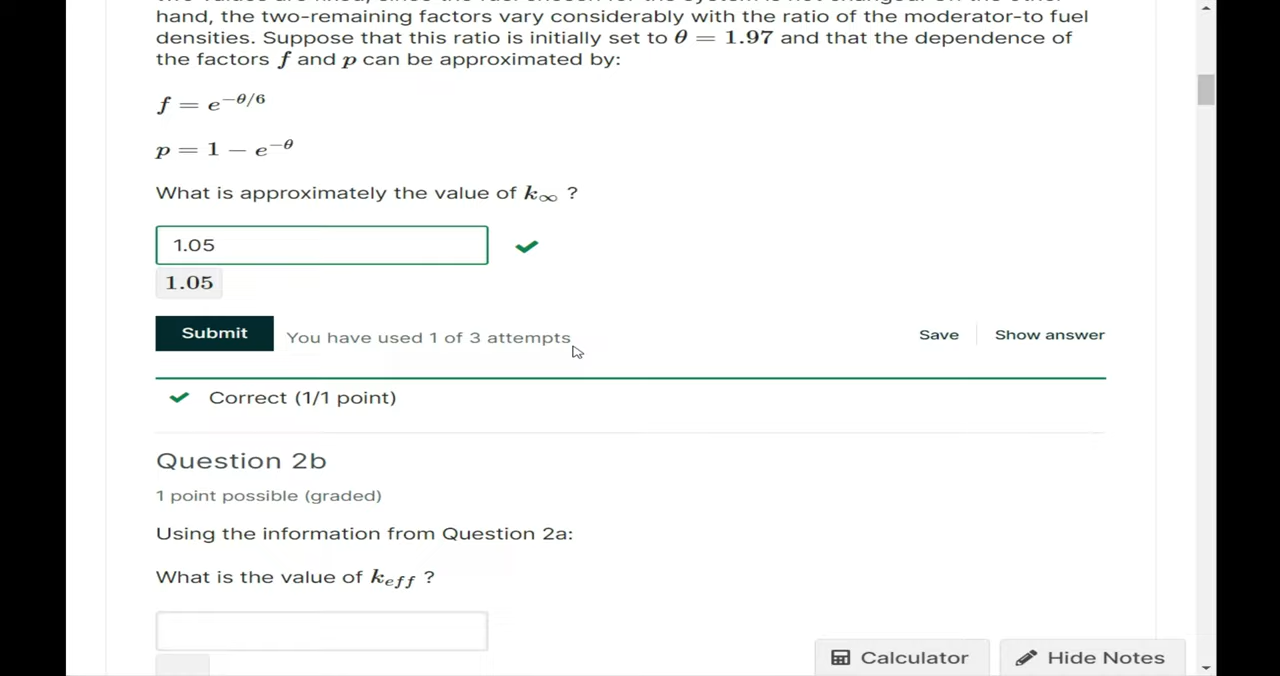 hand, the two-remaining factors vary considerably with the ratio of the moderator-to fuel
densities. Suppose that this ratio is initially set to θ = 1.97 and that the dependence of
the factors f and p can be approximated by:
f = e^{−θ/6}
p = 1 − e^{−θ}
What is approximately the value of k_∞ ?
1.05
1.05
Submit You have used 1 of 3 attempts Save Show answer
Correct (1/1 point)
Question 2b
1 point possible (graded)
Using the information from Question 2a:
What is the value of k_{eff} ?
Calculator Hide Notes